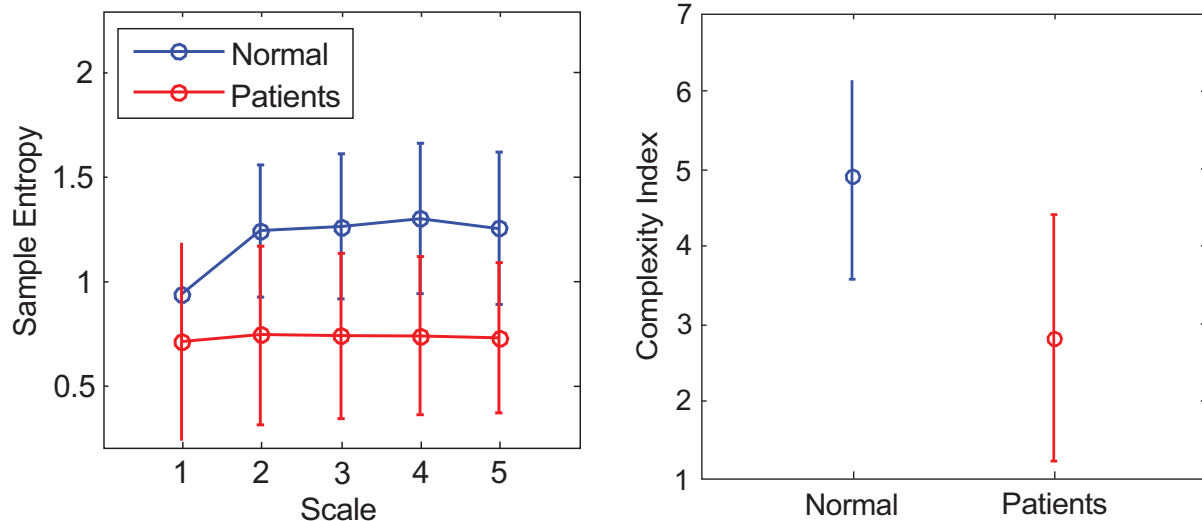 Sample Entropy
2
1.5
1
0.5
Normal
Patients
1 2 3 4 5
Scale
Complexity Index
7
6
5
4
3
2
1
Normal Patients